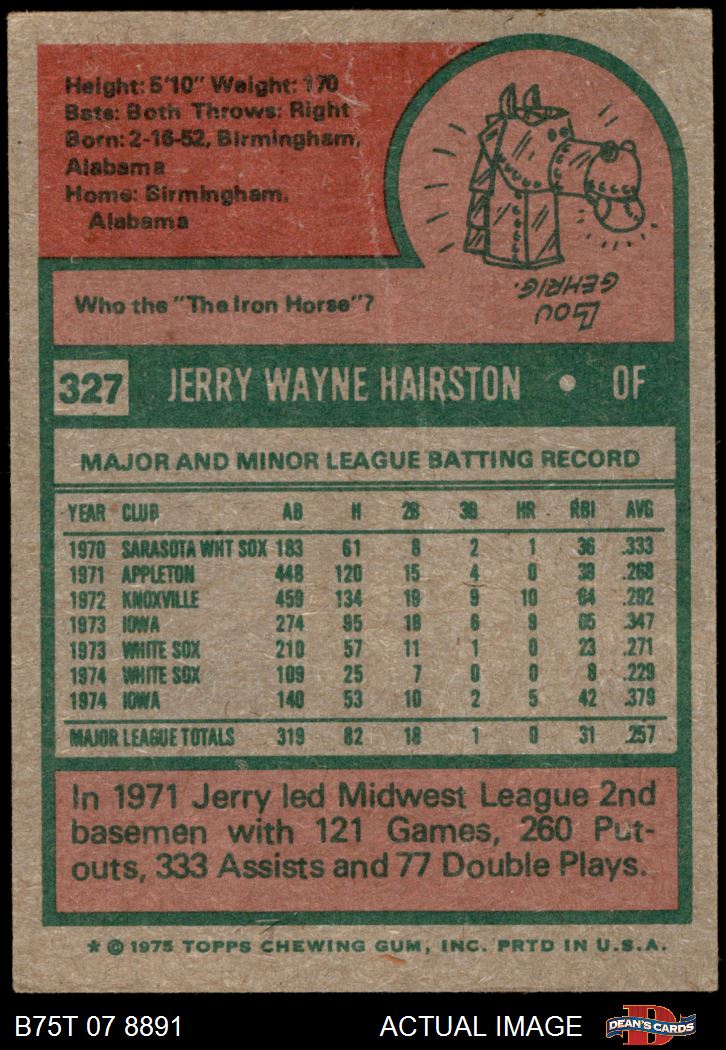 Height: 5'10" Weight: 170
Bats: Both Throws: Right
Born: 2-16-52, Birmingham,
Alabama
Home: Birmingham,
Alabama
LOU
GEHRIG.
Who the "The Iron Horse"?
327 JERRY WAYNE HAIRSTON • OF
MAJOR AND MINOR LEAGUE BATTING RECORD
YEAR CLUB AB H 2B 3B HR RBI AVG
1970 SARASOTA WHT SOX 183 61 8 2 1 36 .333
1971 APPLETON 448 120 15 4 0 38 .268
1972 KNOXVILLE 459 134 19 9 10 64 .292
1973 IOWA 274 95 18 6 9 65 .347
1973 WHITE SOX 210 57 11 1 0 23 .271
1974 WHITE SOX 109 25 7 0 0 8 .229
1974 IOWA 140 53 10 2 5 42 .379
MAJOR LEAGUE TOTALS 319 82 18 1 0 31 .257
In 1971 Jerry led Midwest League 2nd
basemen with 121 Games, 260 Put-
outs, 333 Assists and 77 Double Plays.
* © 1975 TOPPS CHEWING GUM, INC. PRTD IN U.S.A.
B75T 07 8891 ACTUAL IMAGE DEAN'S CARDS